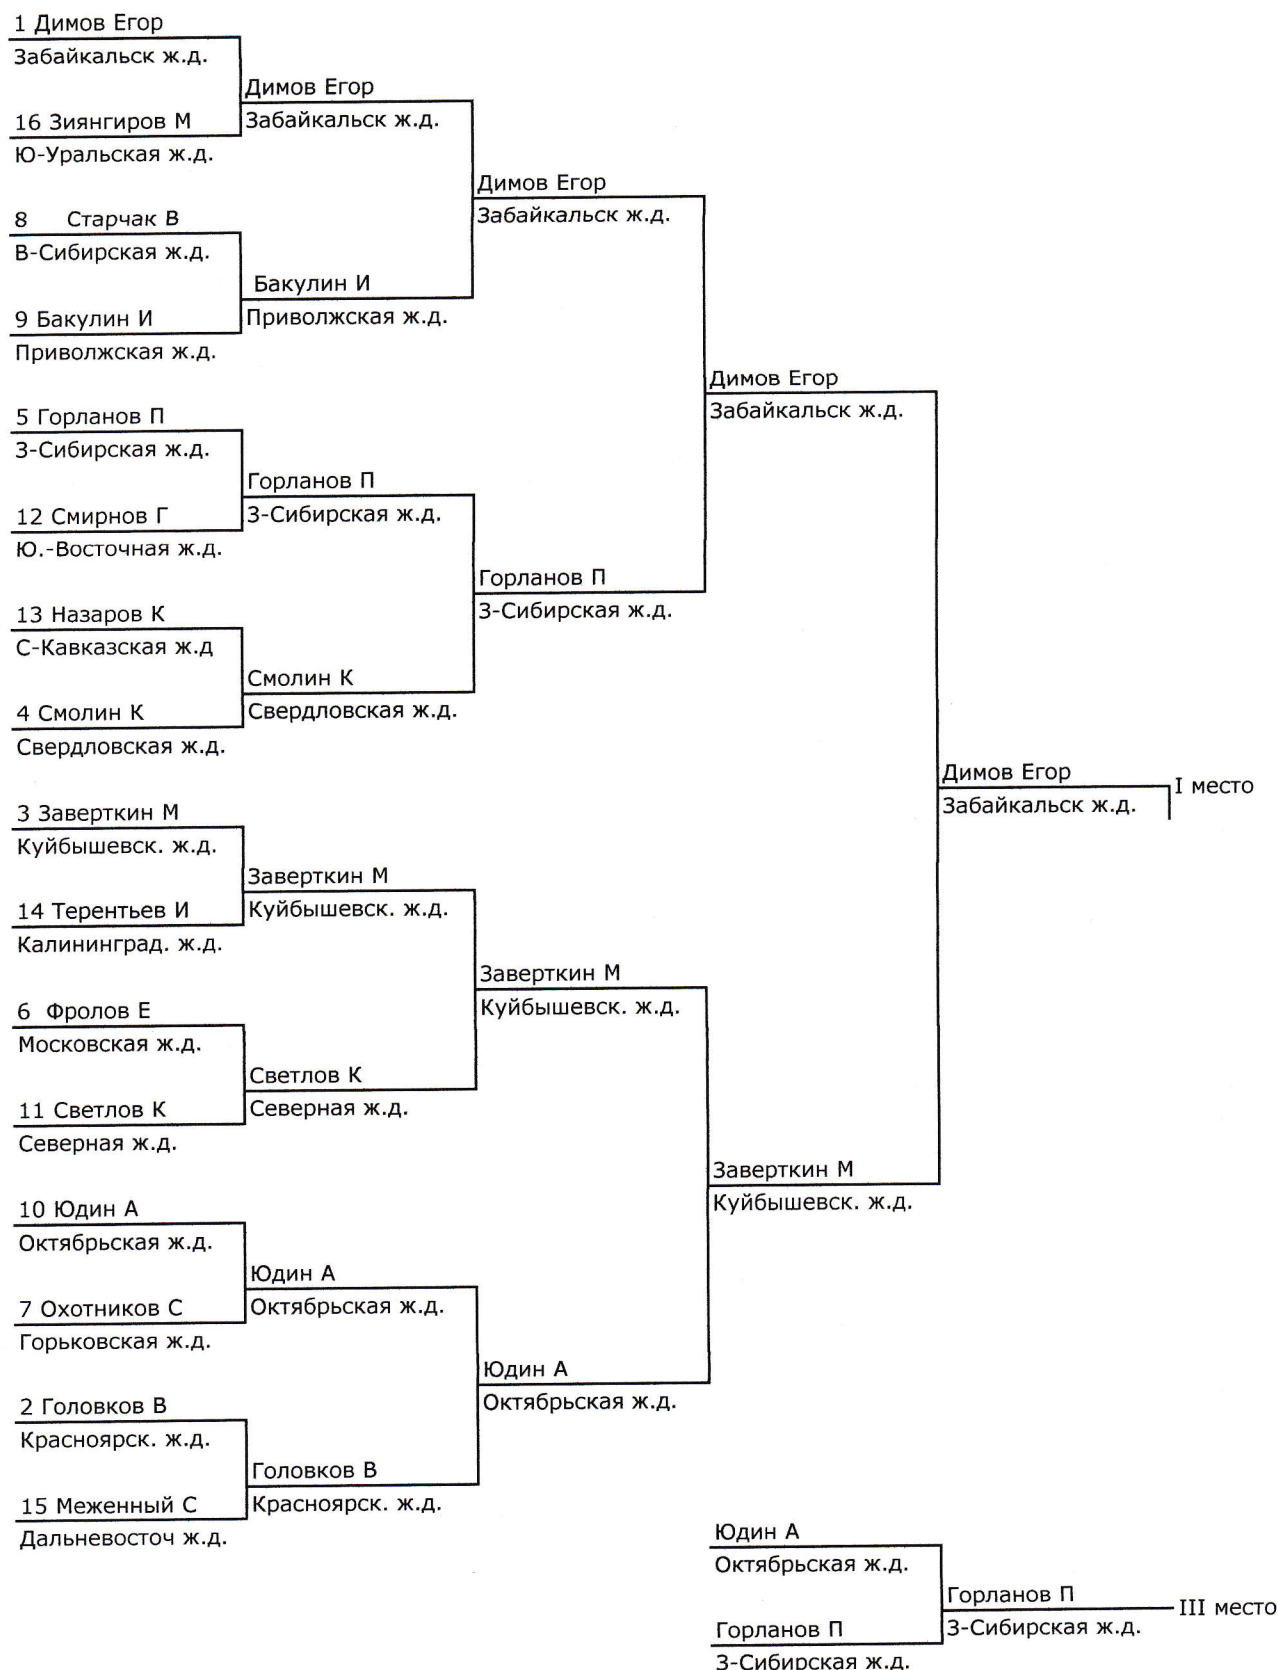 1 Димов Егор
Забайкальск ж.д.
16 Зиянгиров М
Ю-Уральская ж.д.
8 Старчак В
В-Сибирская ж.д.
9 Бакулин И
Приволжская ж.д.
5 Горланов П
З-Сибирская ж.д.
12 Смирнов Г
Ю.-Восточная ж.д.
13 Назаров К
С-Кавказская ж.д
4 Смолин К
Свердловская ж.д.
3 Заверткин М
Куйбышевск. ж.д.
14 Терентьев И
Калининград. ж.д.
6 Фролов Е
Московская ж.д.
11 Светлов К
Северная ж.д.
10 Юдин А
Октябрьская ж.д.
7 Охотников С
Горьковская ж.д.
2 Головков В
Красноярск. ж.д.
15 Меженный С
Дальневосточ ж.д.
Димов Егор
Забайкальск ж.д.
Бакулин И
Приволжская ж.д.
Горланов П
З-Сибирская ж.д.
Смолин К
Свердловская ж.д.
Заверткин М
Куйбышевск. ж.д.
Светлов К
Северная ж.д.
Юдин А
Октябрьская ж.д.
Головков В
Красноярск. ж.д.
Димов Егор
Забайкальск ж.д.
Горланов П
З-Сибирская ж.д.
Заверткин М
Куйбышевск. ж.д.
Юдин А
Октябрьская ж.д.
Димов Егор
Забайкальск ж.д.
Заверткин М
Куйбышевск. ж.д.
Димов Егор
Забайкальск ж.д.
I место
Юдин А
Октябрьская ж.д.
Горланов П
З-Сибирская ж.д.
Горланов П
З-Сибирская ж.д.
III место